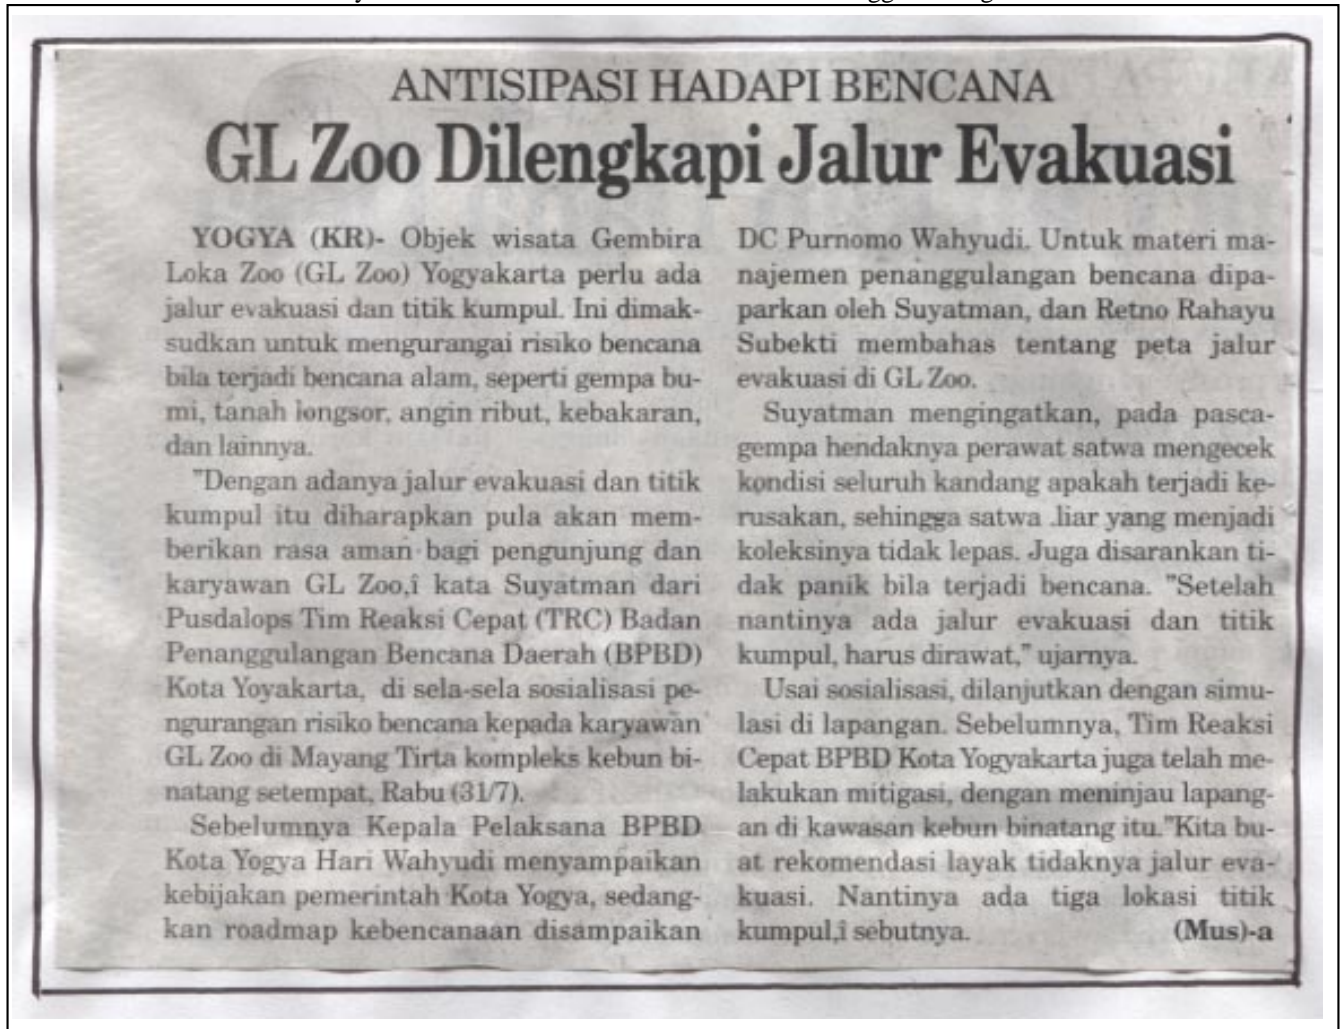 ANTISIPASI HADAPI BENCANA
GL Zoo Dilengkapi Jalur Evakuasi
YOGYA (KR)- Objek wisata Gembira
Loka Zoo (GL Zoo) Yogyakarta perlu ada
jalur evakuasi dan titik kumpul. Ini dimak-
sudkan untuk mengurangai risiko bencana
bila terjadi bencana alam, seperti gempa bu-
mi, tanah longsor, angin ribut, kebakaran,
dan lainnya.
"Dengan adanya jalur evakuasi dan titik
kumpul itu diharapkan pula akan mem-
berikan rasa aman bagi pengunjung dan
karyawan GL Zoo,î kata Suyatman dari
Pusdalops Tim Reaksi Cepat (TRC) Badan
Penanggulangan Bencana Daerah (BPBD)
Kota Yoyakarta, di sela-sela sosialisasi pe-
ngurangan risiko bencana kepada karyawan
GL Zoo di Mayang Tirta kompleks kebun bi-
natang setempat, Rabu (31/7).
Sebelumnya Kepala Pelaksana BPBD
Kota Yogya Hari Wahyudi menyampaikan
kebijakan pemerintah Kota Yogya, sedang-
kan roadmap kebencanaan disampaikan
DC Purnomo Wahyudi. Untuk materi ma-
najemen penanggulangan bencana dipa-
parkan oleh Suyatman, dan Retno Rahayu
Subekti membahas tentang peta jalur
evakuasi di GL Zoo.
Suyatman mengingatkan, pada pasca-
gempa hendaknya perawat satwa mengecek
kondisi seluruh kandang apakah terjadi ke-
rusakan, sehingga satwa .liar yang menjadi
koleksinya tidak lepas. Juga disarankan ti-
dak panik bila terjadi bencana. "Setelah
nantinya ada jalur evakuasi dan titik
kumpul, harus dirawat," ujarnya.
Usai sosialisasi, dilanjutkan dengan simu-
lasi di lapangan. Sebelumnya, Tim Reaksi
Cepat BPBD Kota Yogyakarta juga telah me-
lakukan mitigasi, dengan meninjau lapang-
an di kawasan kebun binatang itu."Kita bu-
at rekomendasi layak tidaknya jalur eva-
kuasi. Nantinya ada tiga lokasi titik
kumpul,î sebutnya. (Mus)-a